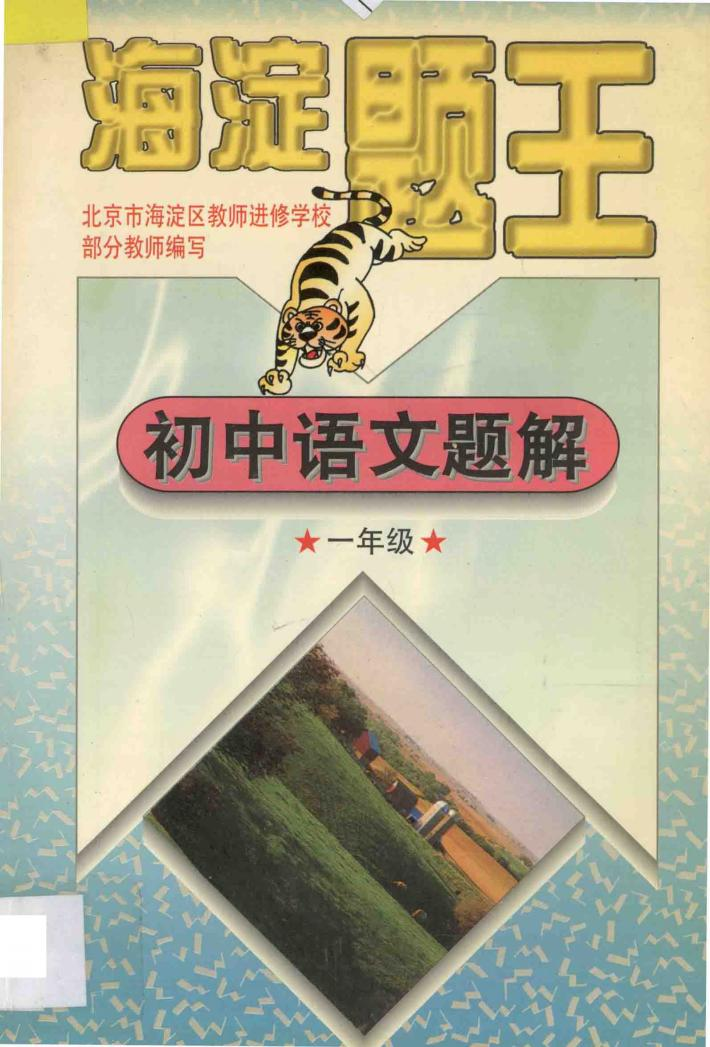 海淀题王
北京市海淀区教师进修学校
部分教师编写
初中语文题解
★一年级★